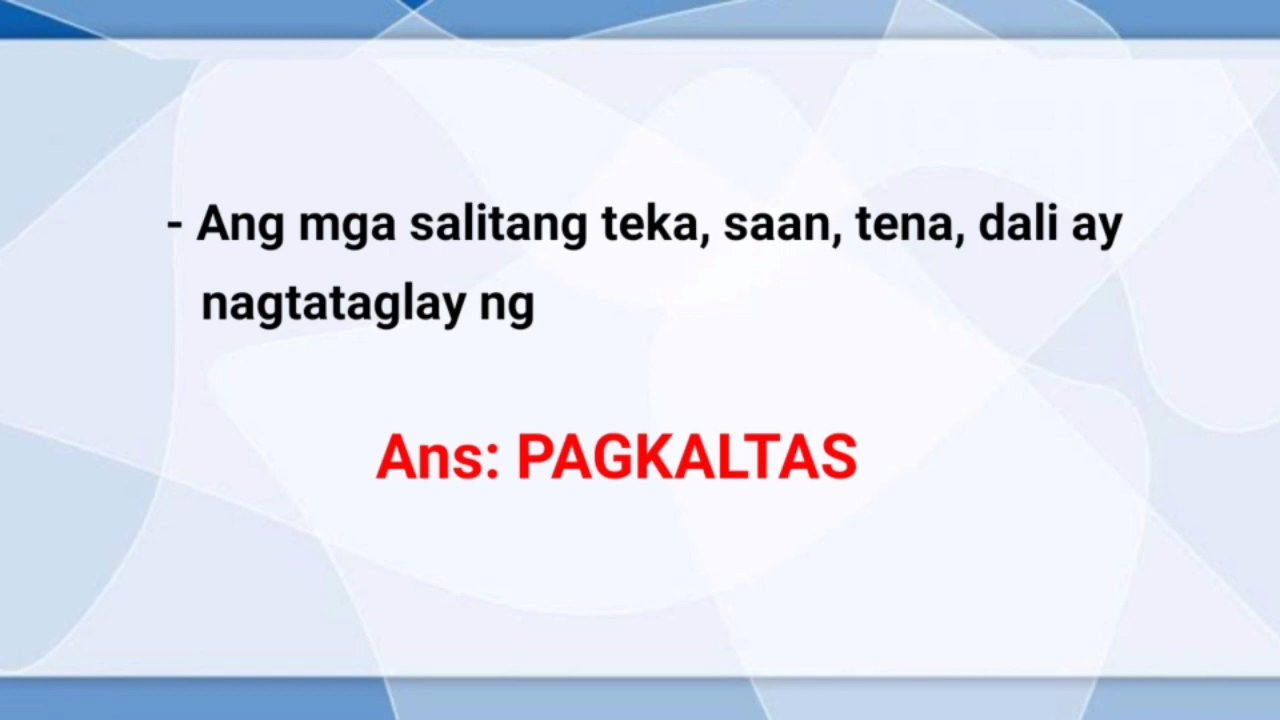 - Ang mga salitang teka, saan, tena, dali ay
nagtataglay ng
Ans: PAGKALTAS